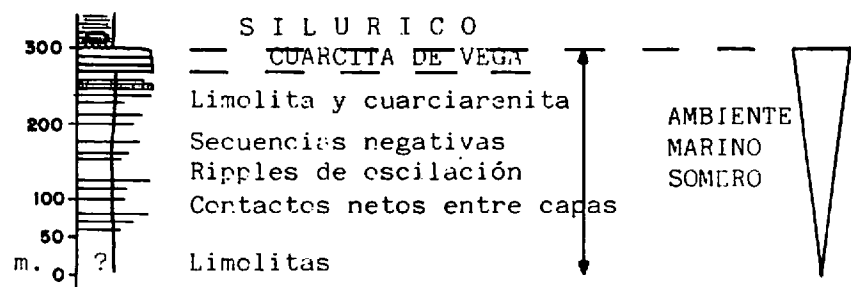 S I L U R I C O
300
CUARCITA DE VEGA
Limolita y cuarciarenita
200
Secuencias negativas
Ripples de oscilación
100
Contactos netos entre capas
50
m. 0 ? Limolitas
AMBIENTE
MARINO
SOMERO